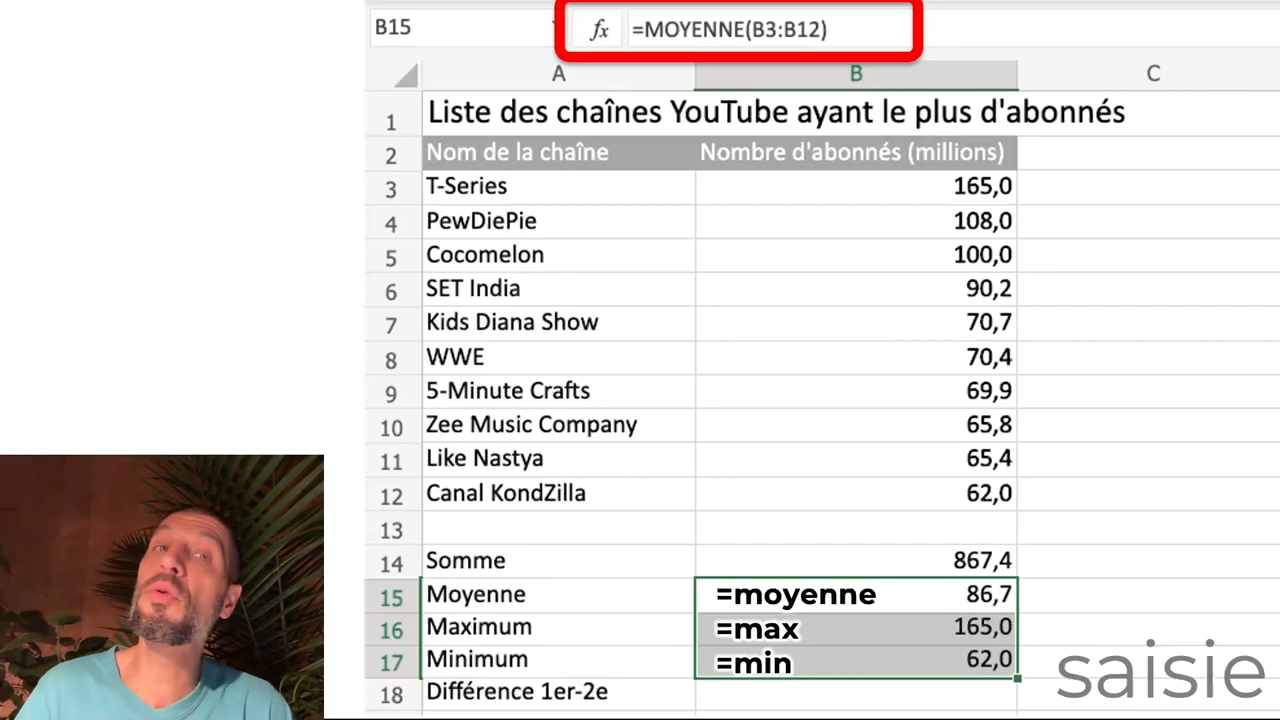 B15 fx =MOYENNE(B3:B12)
A B C
1 Liste des chaînes YouTube ayant le plus d'abonnés
2 Nom de la chaîne Nombre d'abonnés (millions)
3 T-Series 165,0
4 PewDiePie 108,0
5 Cocomelon 100,0
6 SET India 90,2
7 Kids Diana Show 70,7
8 WWE 70,4
9 5-Minute Crafts 69,9
10 Zee Music Company 65,8
11 Like Nastya 65,4
12 Canal KondZilla 62,0
13
14 Somme 867,4
15 Moyenne =moyenne 86,7
16 Maximum =max 165,0
17 Minimum =min 62,0
18 Différence 1er-2e
saisie